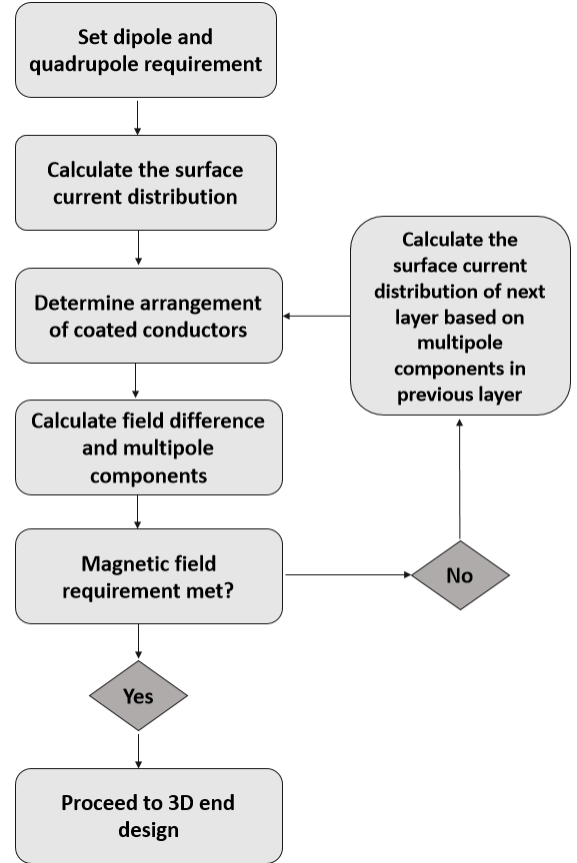 Set dipole and
quadrupole requirement
Calculate the surface
current distribution
Determine arrangement
of coated conductors
Calculate field difference
and multipole
components
Magnetic field
requirement met?
No
Calculate the
surface current
distribution of next
layer based on
multipole
components in
previous layer
Yes
Proceed to 3D end
design